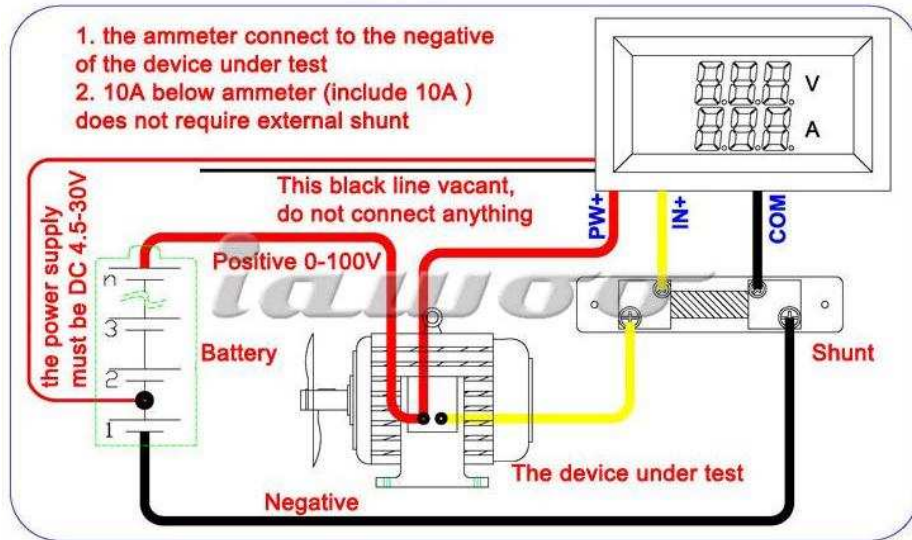 1. the ammeter connect to the negative
of the device under test
2. 10A below ammeter (include 10A )
does not require external shunt
V
A
This black line vacant,
do not connect anything
PW+
IN+
COM
the power supply
must be DC 4.5-30V
Positive 0-100V
iawoo
n
3
2
1
Battery
Shunt
The device under test
Negative